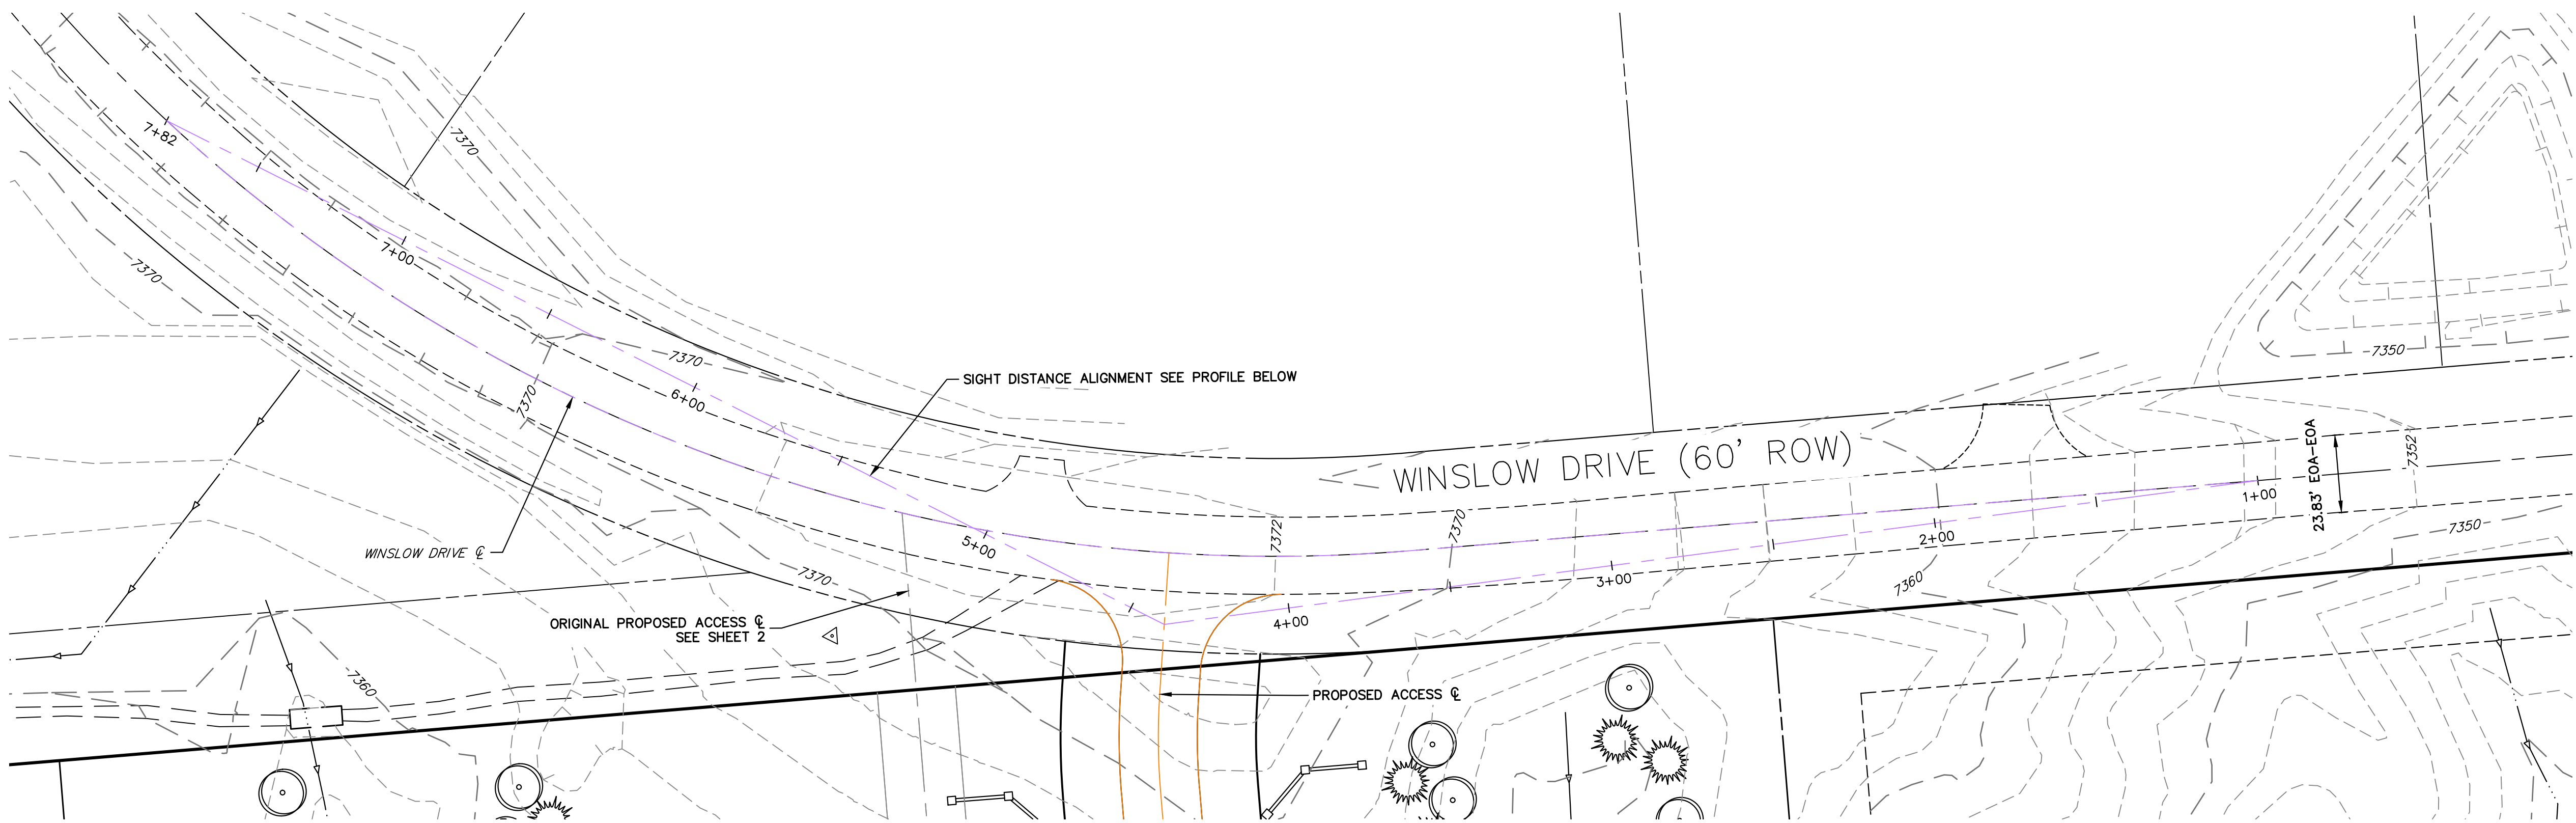 7+82
7370
7370
7+00
7370
7370
6+00
SIGHT DISTANCE ALIGNMENT SEE PROFILE BELOW
7350
WINSLOW DRIVE (60' ROW)
23.83' EOA-EOA
7352
1+00
7350
WINSLOW DRIVE ℄
5+00
7372
7370
2+00
3+00
7360
7370
ORIGINAL PROPOSED ACCESS ℄
SEE SHEET 2
4+00
7360
PROPOSED ACCESS ℄